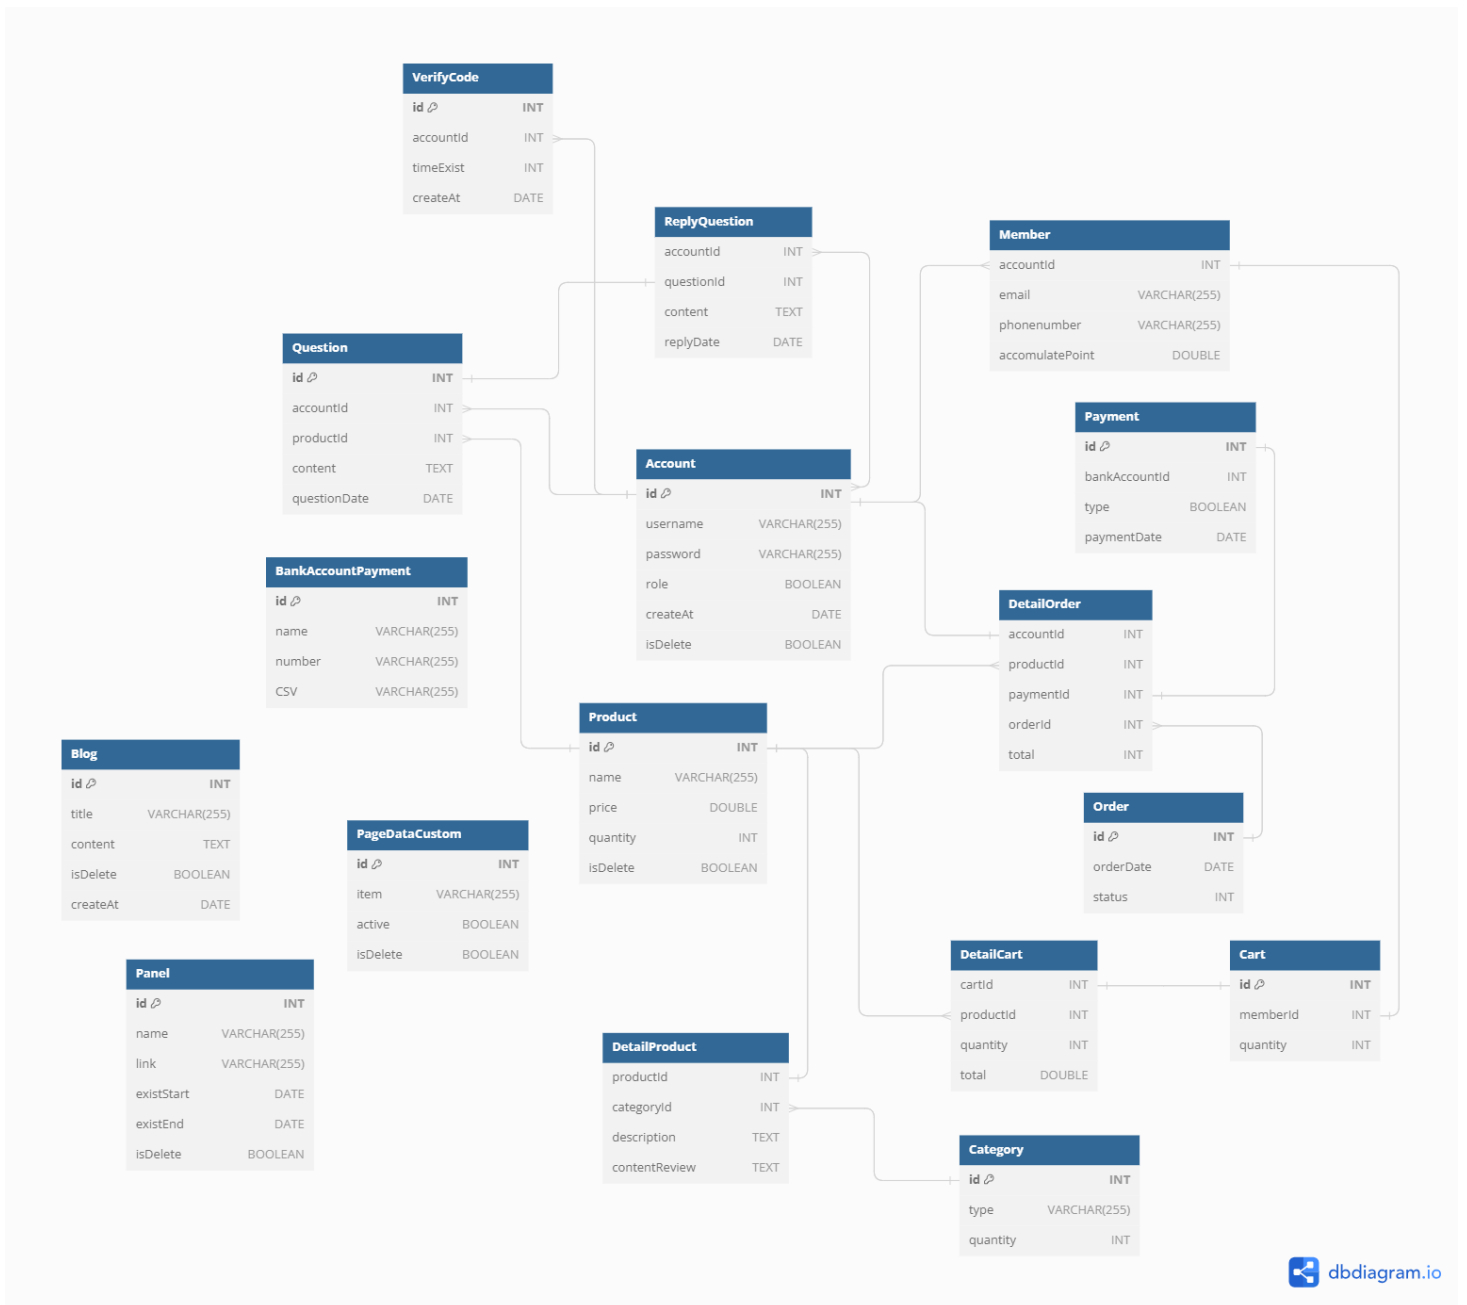 VerifyCode
id INT
accountId INT
timeExist INT
createAt DATE
ReplyQuestion
accountId INT
questionId INT
content TEXT
replyDate DATE
Member
accountId INT
email VARCHAR(255)
phonenumber VARCHAR(255)
accomulatePoint DOUBLE
Question
id INT
accountId INT
productId INT
content TEXT
questionDate DATE
Payment
id INT
bankAccountId INT
type BOOLEAN
paymentDate DATE
Account
id INT
username VARCHAR(255)
password VARCHAR(255)
role BOOLEAN
createAt DATE
isDelete BOOLEAN
BankAccountPayment
id INT
name VARCHAR(255)
number VARCHAR(255)
CSV VARCHAR(255)
DetailOrder
accountId INT
productId INT
paymentId INT
orderId INT
total INT
Product
id INT
name VARCHAR(255)
price DOUBLE
quantity INT
isDelete BOOLEAN
Blog
id INT
title VARCHAR(255)
content TEXT
isDelete BOOLEAN
createAt DATE
PageDataCustom
id INT
item VARCHAR(255)
active BOOLEAN
isDelete BOOLEAN
Order
id INT
orderDate DATE
status INT
Panel
id INT
name VARCHAR(255)
link VARCHAR(255)
existStart DATE
existEnd DATE
isDelete BOOLEAN
DetailCart
cartId INT
productId INT
quantity INT
total DOUBLE
Cart
id INT
memberId INT
quantity INT
DetailProduct
productId INT
categoryId INT
description TEXT
contentReview TEXT
Category
id INT
type VARCHAR(255)
quantity INT
dbdiagram.io